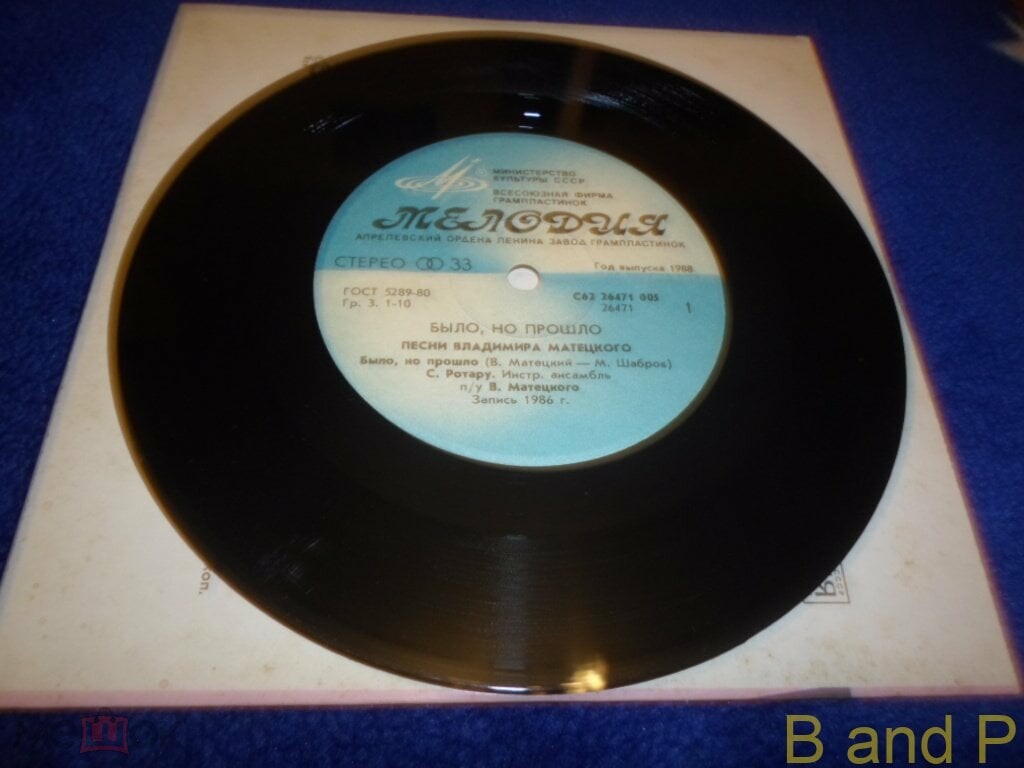 МИНИСТЕРСТВО
КУЛЬТУРЫ СССР
ВСЕСОЮЗНАЯ ФИРМА
ГРАМПЛАСТИНОК
МЕЛОДИЯ
АПРЕЛЕВСКИЙ ОРДЕНА ЛЕНИНА ЗАВОД ГРАМПЛАСТИНОК
СТЕРЕО 33
Год выпуска 1988
ГОСТ 5289-80
Гр. 3. 1-10
С62 26471 005
26471
1
БЫЛО, НО ПРОШЛО
ПЕСНИ ВЛАДИМИРА МАТЕЦКОГО
Было, но прошло (В. Матецкий — М. Шабров)
С. Ротару. Инстр. ансамбль
п/у В. Матецкого
Запись 1986 г.
B and P